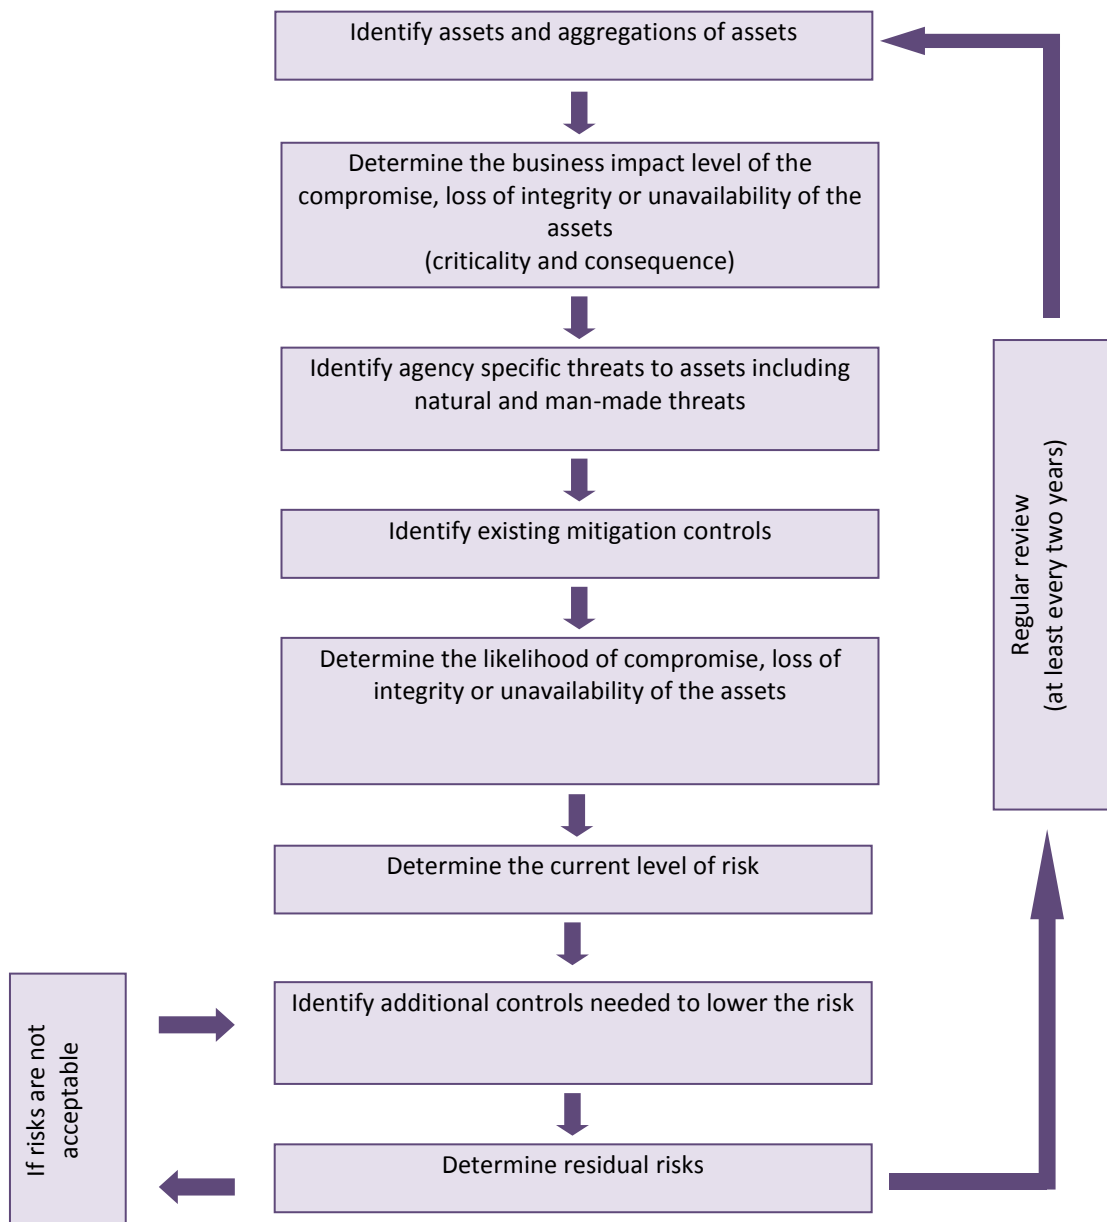 Identify assets and aggregations of assets
Determine the business impact level of the
compromise, loss of integrity or unavailability of the
assets
(criticality and consequence)
Identify agency specific threats to assets including
natural and man-made threats
Identify existing mitigation controls
Determine the likelihood of compromise, loss of
integrity or unavailability of the assets
Determine the current level of risk
Identify additional controls needed to lower the risk
Determine residual risks
If risks are not
acceptable
Regular review
(at least every two years)